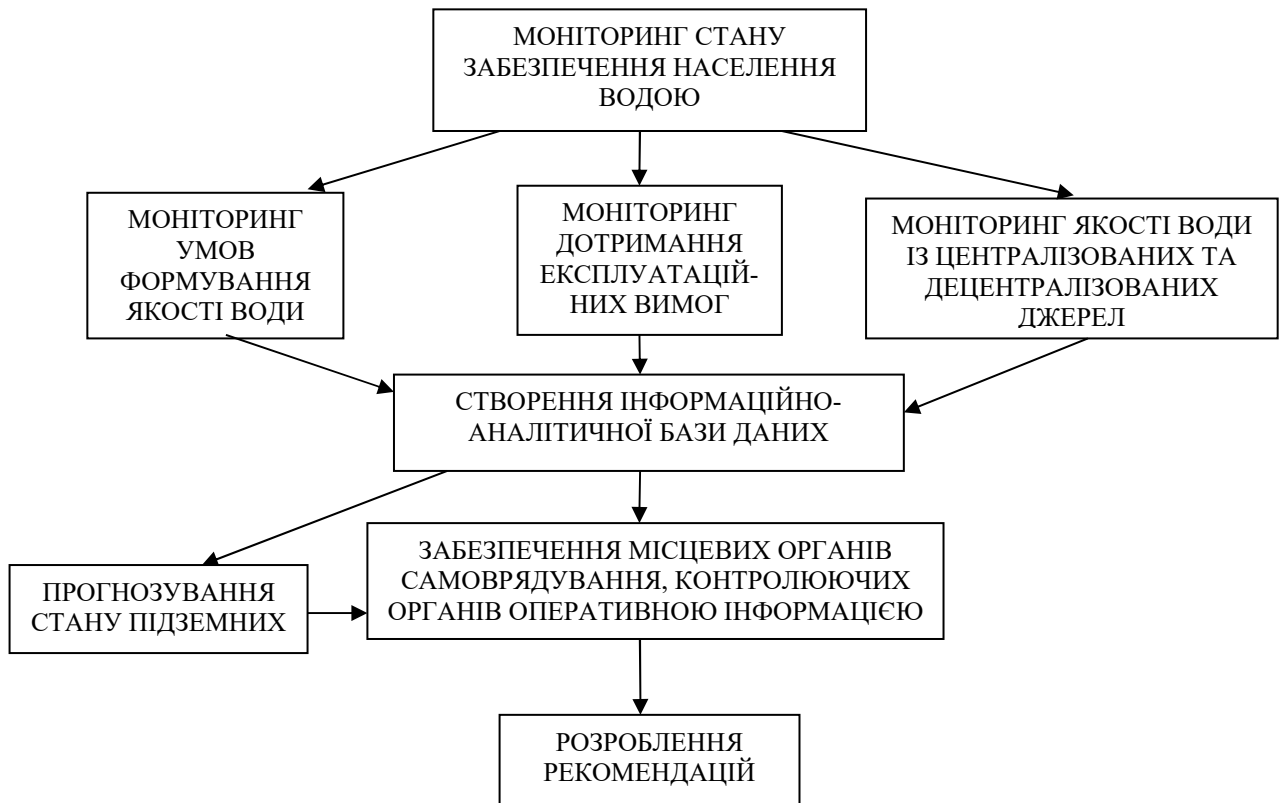 МОНІТОРИНГ СТАНУ
ЗАБЕЗПЕЧЕННЯ НАСЕЛЕННЯ
ВОДОЮ
МОНІТОРИНГ
УМОВ
ФОРМУВАННЯ
ЯКОСТІ ВОДИ
МОНІТОРИНГ
ДОТРИМАННЯ
ЕКСПЛУАТАЦІЙ-
НИХ ВИМОГ
МОНІТОРИНГ ЯКОСТІ ВОДИ
ІЗ ЦЕНТРАЛІЗОВАНИХ ТА
ДЕЦЕНТРАЛІЗОВАНИХ
ДЖЕРЕЛ
СТВОРЕННЯ ІНФОРМАЦІЙНО-
АНАЛІТИЧНОЇ БАЗИ ДАНИХ
ПРОГНОЗУВАННЯ
СТАНУ ПІДЗЕМНИХ
ЗАБЕЗПЕЧЕННЯ МІСЦЕВИХ ОРГАНІВ
САМОВРЯДУВАННЯ, КОНТРОЛЮЮЧИХ
ОРГАНІВ ОПЕРАТИВНОЮ ІНФОРМАЦІЄЮ
РОЗРОБЛЕННЯ
РЕКОМЕНДАЦІЙ